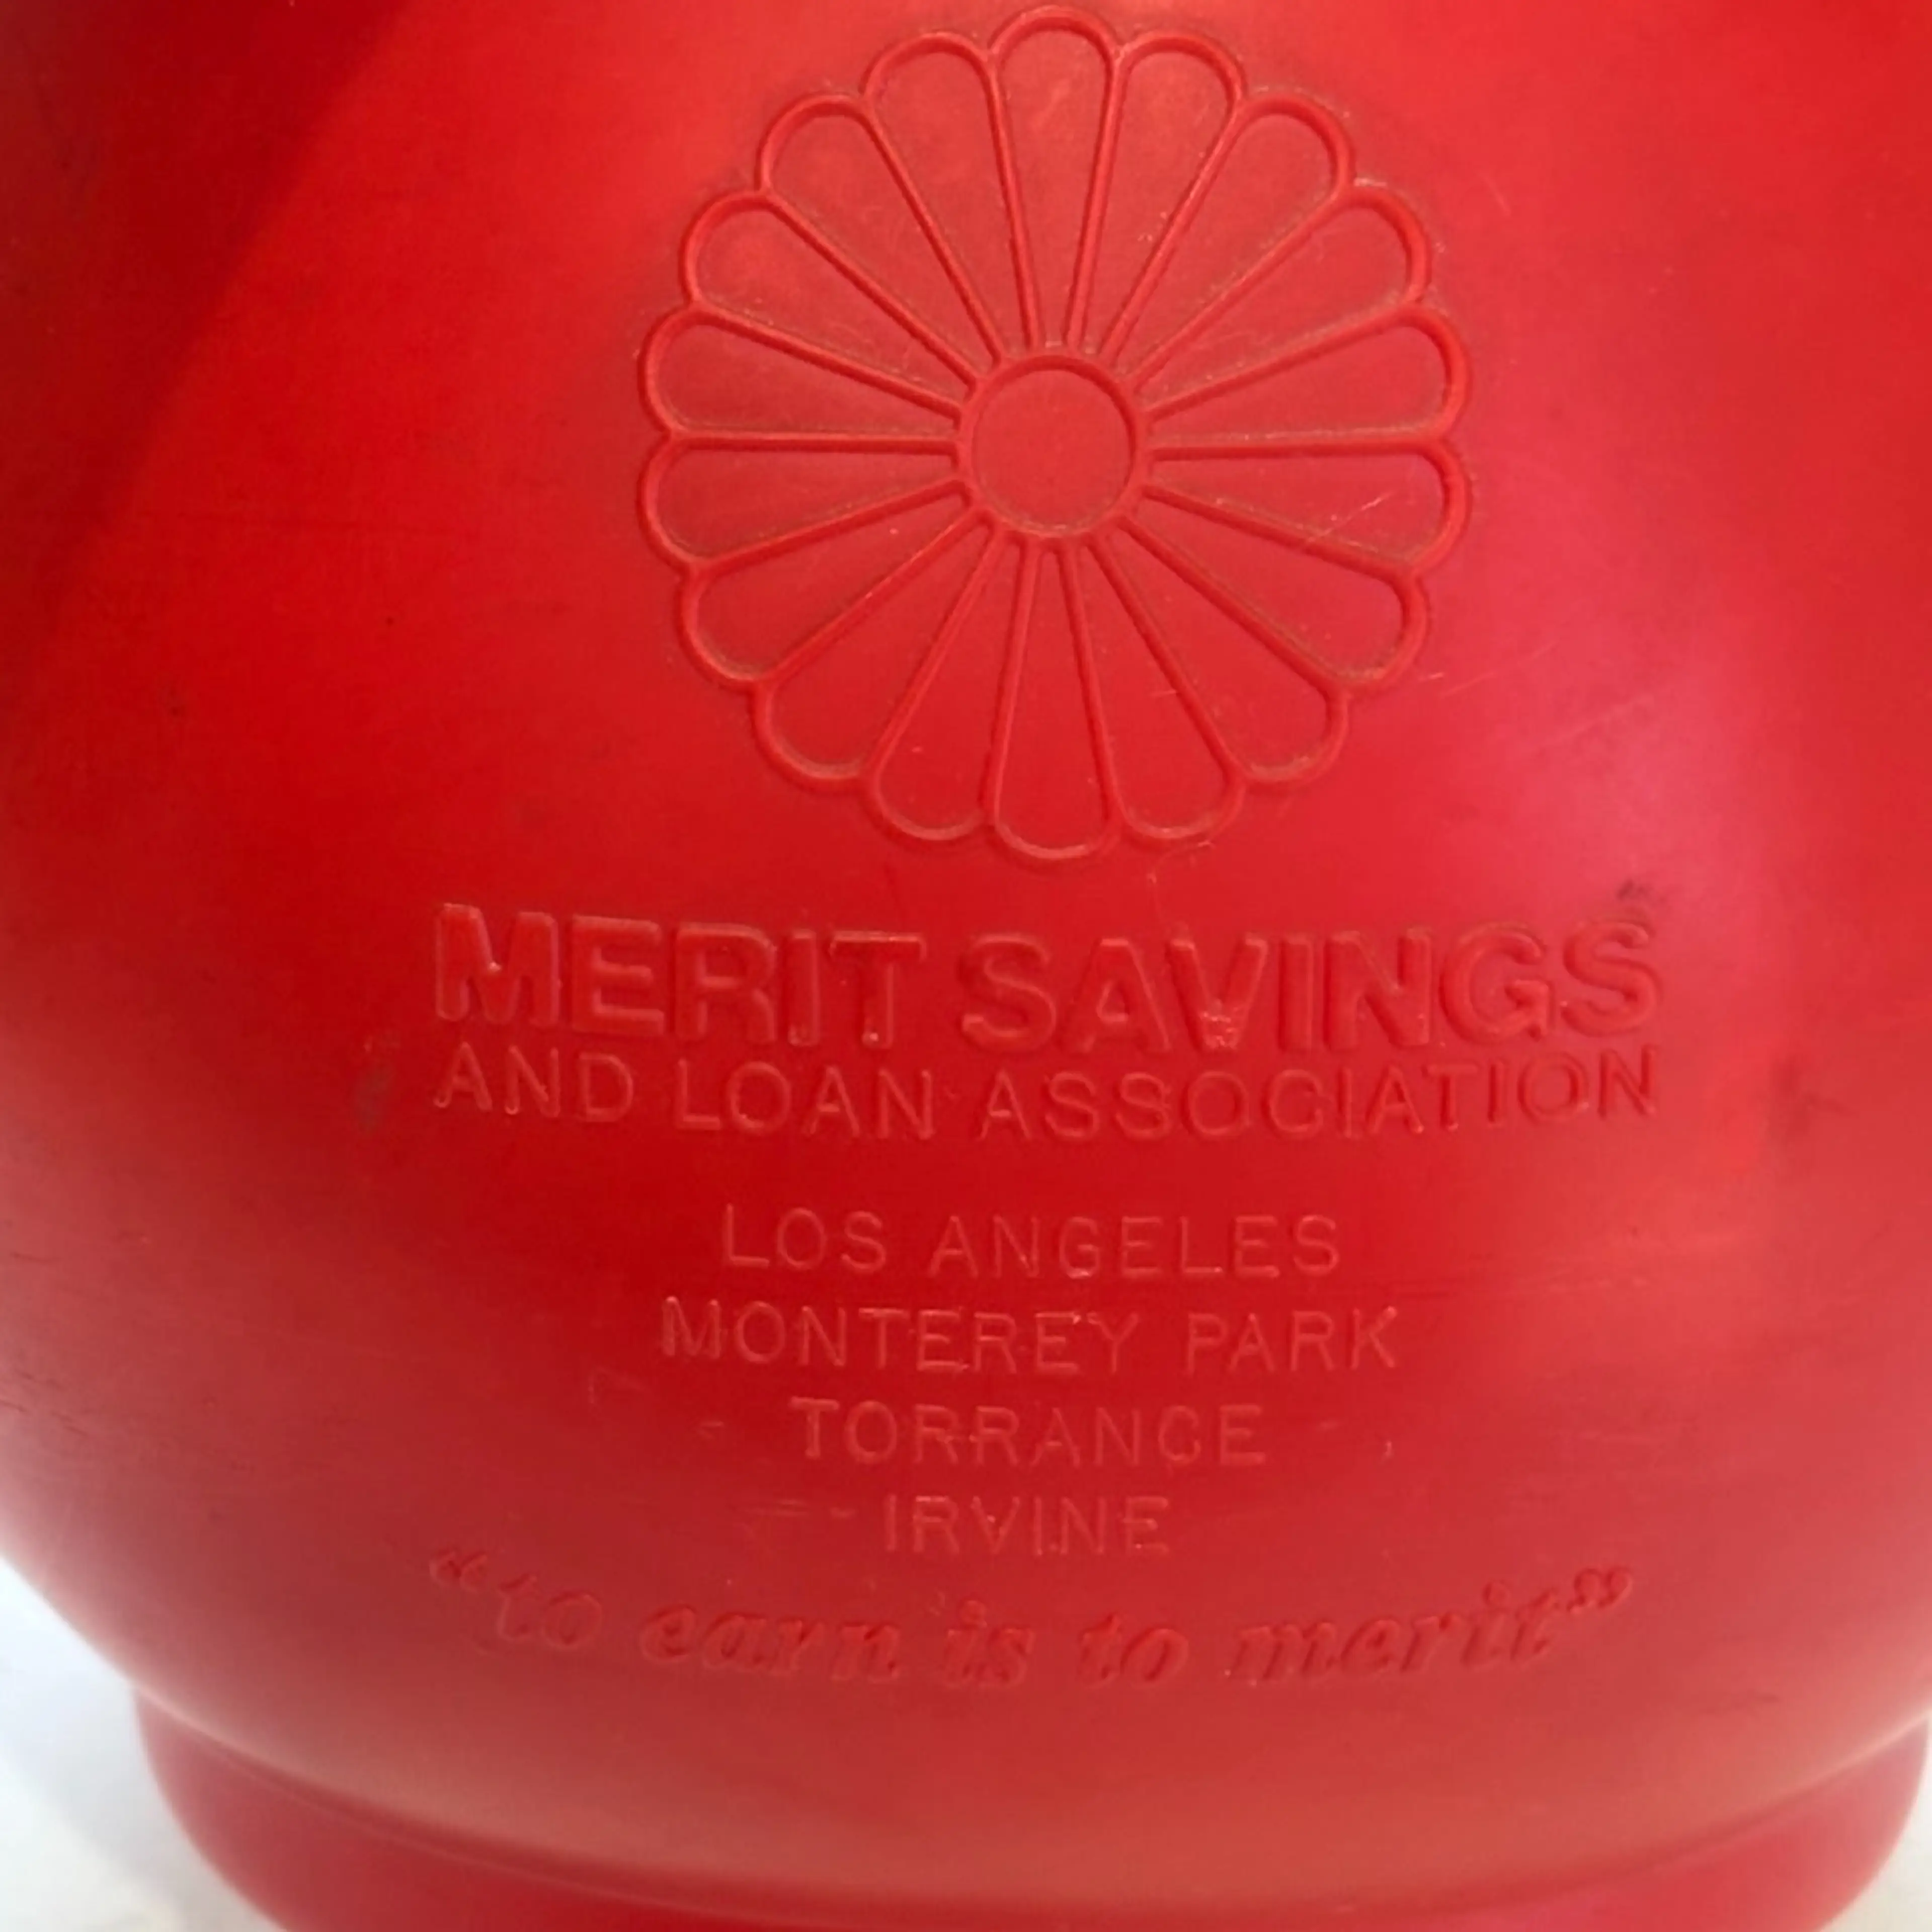 MERIT SAVINGS
AND LOAN ASSOCIATION
LOS ANGELES
MONTEREY PARK
TORRANCE
IRVINE
“to earn is to merit”